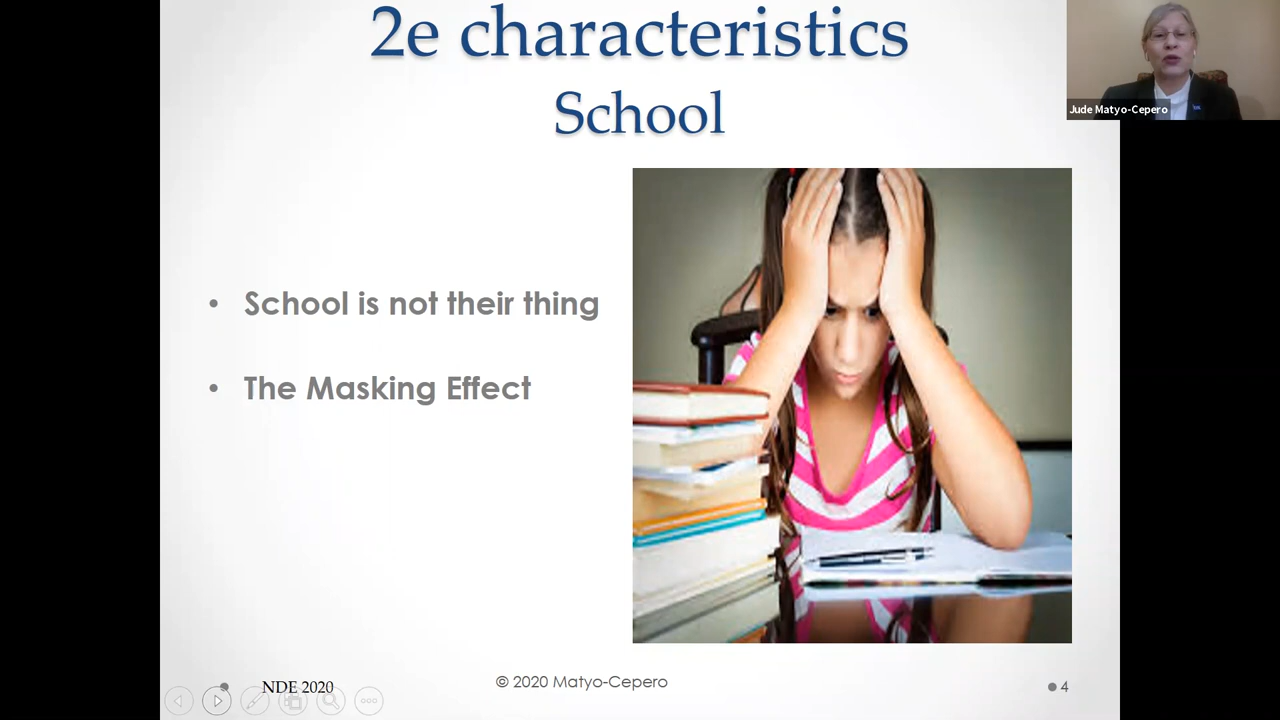 2e characteristics
School
Jude Matyo-Cepero
• School is not their thing
• The Masking Effect
NDE 2020
© 2020 Matyo-Cepero
4